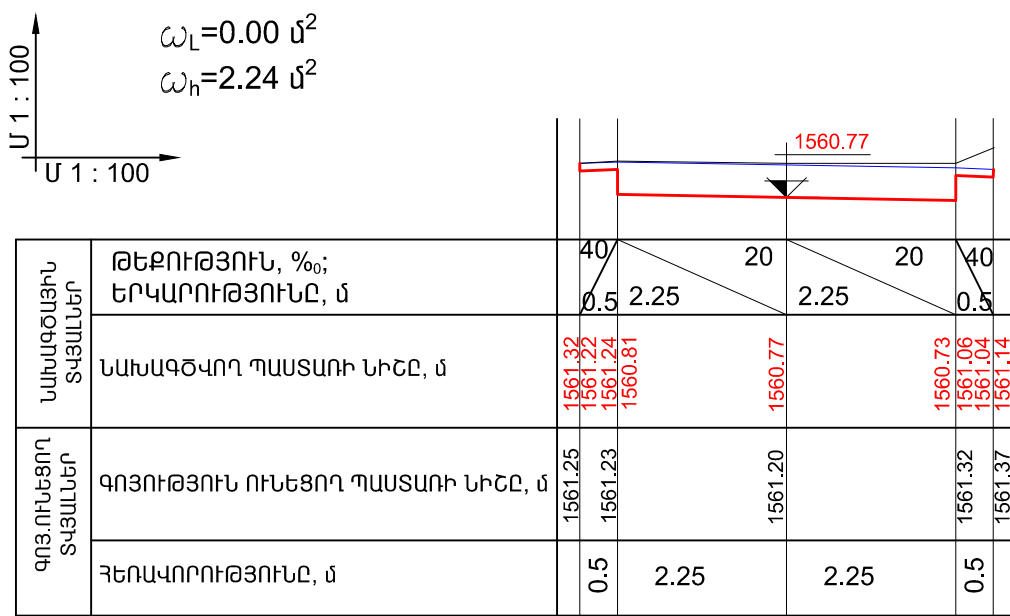 ω_L=0.00 մ²
ω_h=2.24 մ²
Մ 1 : 100
Մ 1 : 100
1560.77
ՆԱԽԱԳԾԱՅԻՆ
ՏՎՅԱԼՆԵՐ
ԹԵՔՈՒԹՅՈՒՆ, %₀;
ԵՐԿԱՐՈՒԹՅՈՒՆԸ, մ
40 20 20 40
0.5 2.25 2.25 0.5
ՆԱԽԱԳԾՎՈՂ ՊԱՍՏԱՌԻ ՆԻՇԸ, մ
1561.32 1561.22 1561.24 1560.81 1560.77 1560.73 1561.06 1561.04 1561.14
ԳՈՅ.ՈՒՆԵՑՈՂ
ՏՎՅԱԼՆԵՐ
ԳՈՅՈՒԹՅՈՒՆ ՈՒՆԵՑՈՂ ՊԱՍՏԱՌԻ ՆԻՇԸ, մ
1561.25 1561.23 1561.20 1561.32 1561.37
ՀԵՌԱՎՈՐՈՒԹՅՈՒՆԸ, մ
0.5 2.25 2.25 0.5